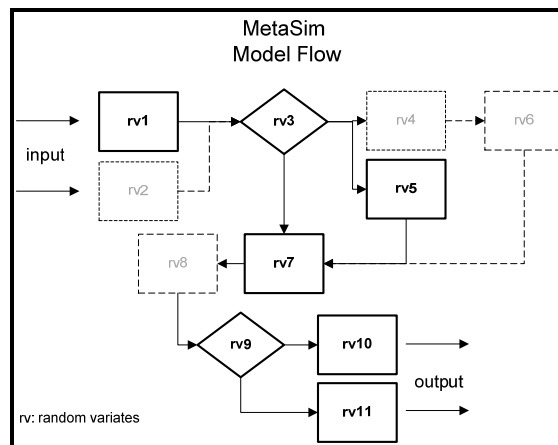 MetaSim
Model Flow
rv1
rv3
rv4
rv6
input
rv2
rv5
rv8
rv7
rv9
rv10
output
rv11
rv: random variates